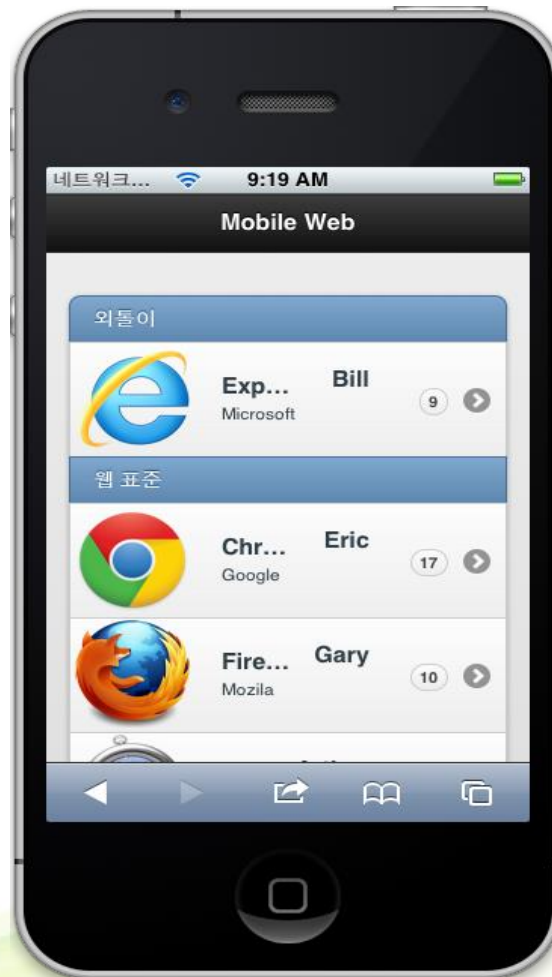 네트워크... 9:19 AM
Mobile Web
외톨이
Exp... Bill
Microsoft
9
웹 표준
Chr... Eric
Google
17
Fire... Gary
Mozila
10